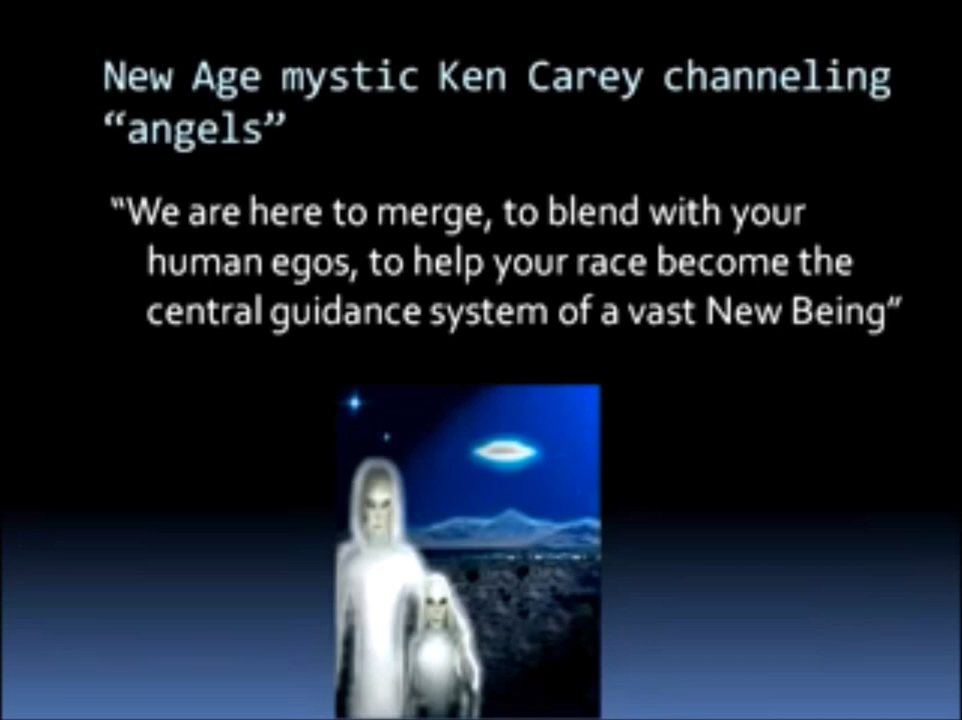 New Age mystic Ken Carey channeling
“angels”
“We are here to merge, to blend with your
human egos, to help your race become the
central guidance system of a vast New Being”